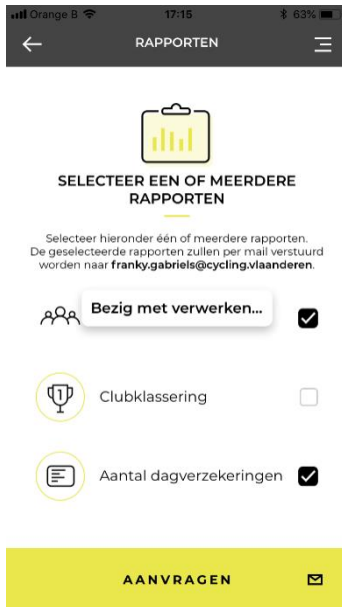 Orange B 17:15 63%
RAPPORTEN
SELECTEER EEN OF MEERDERE
RAPPORTEN
Selecteer hieronder één of meerdere rapporten.
De geselecteerde rapporten zullen per mail verstuurd
worden naar franky.gabriels@cycling.vlaanderen.
Bezig met verwerken...
1
Clubklassering
Aantal dagverzekeringen
AANVRAGEN